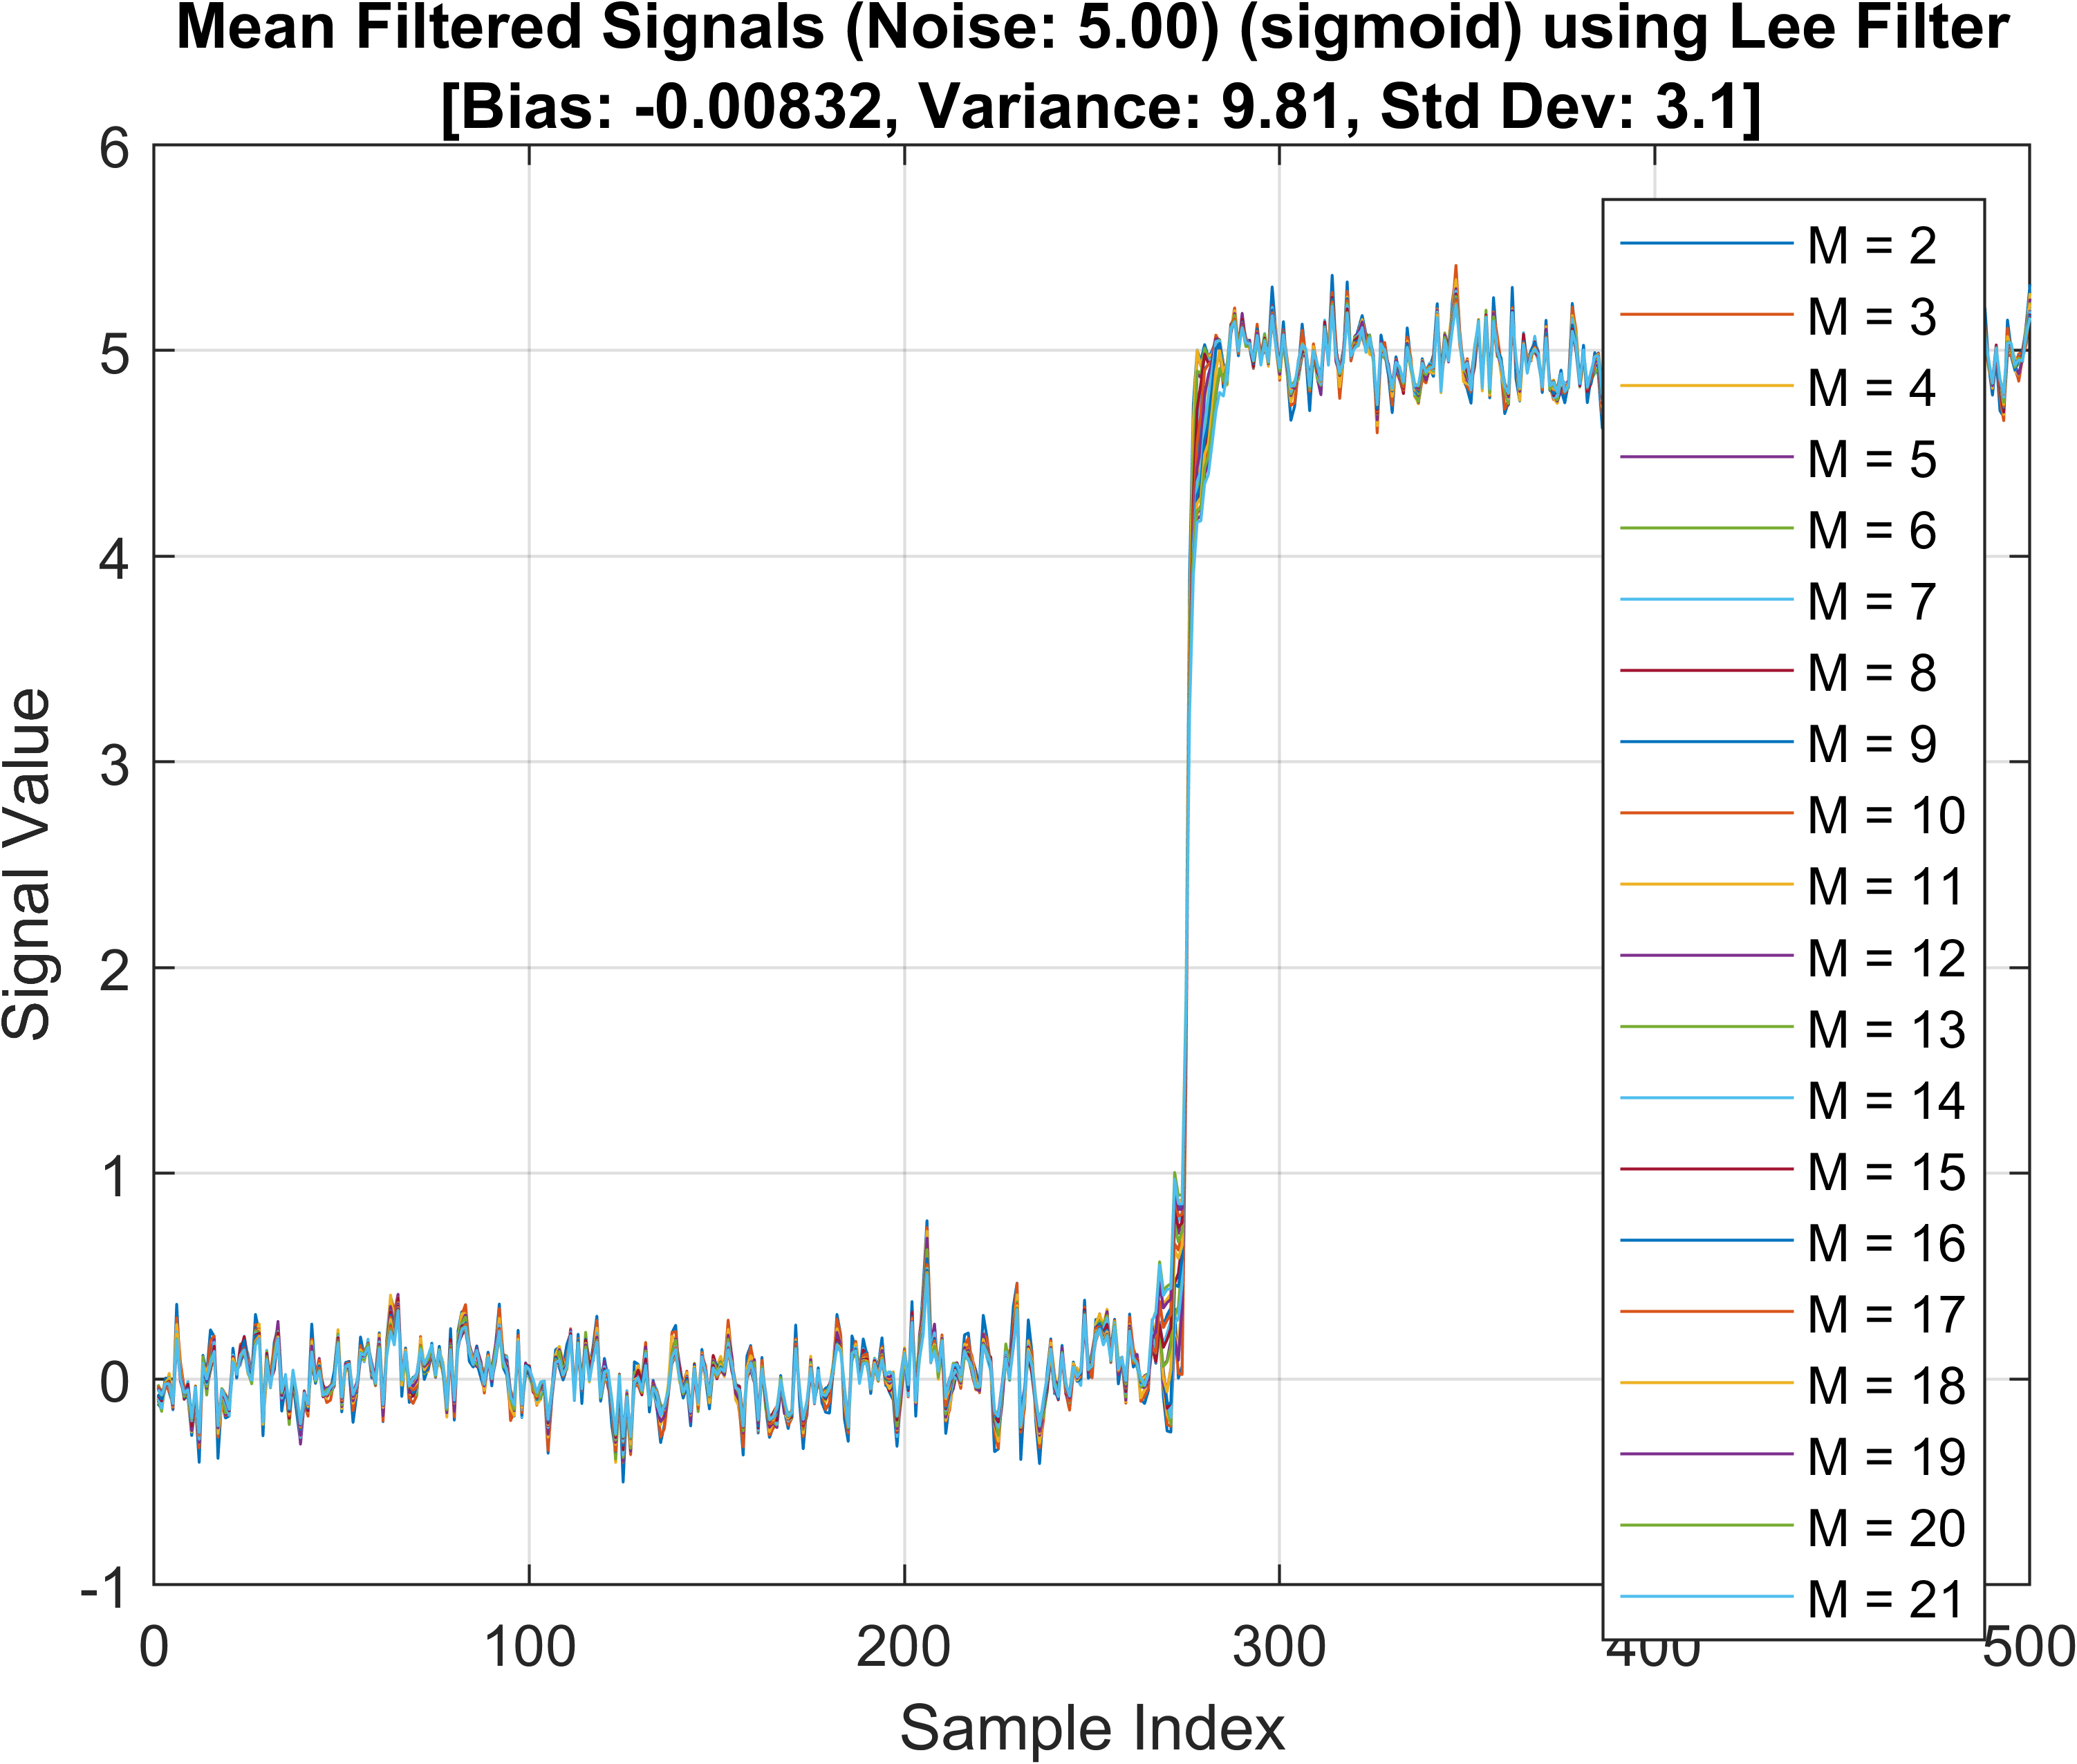 Mean Filtered Signals (Noise: 5.00) (sigmoid) using Lee Filter
[Bias: -0.00832, Variance: 9.81, Std Dev: 3.1]
6
5
4
3
2
1
0
-1
Signal Value
M = 2
M = 3
M = 4
M = 5
M = 6
M = 7
M = 8
M = 9
M = 10
M = 11
M = 12
M = 13
M = 14
M = 15
M = 16
M = 17
M = 18
M = 19
M = 20
M = 21
0 100 200 300 400 500
Sample Index